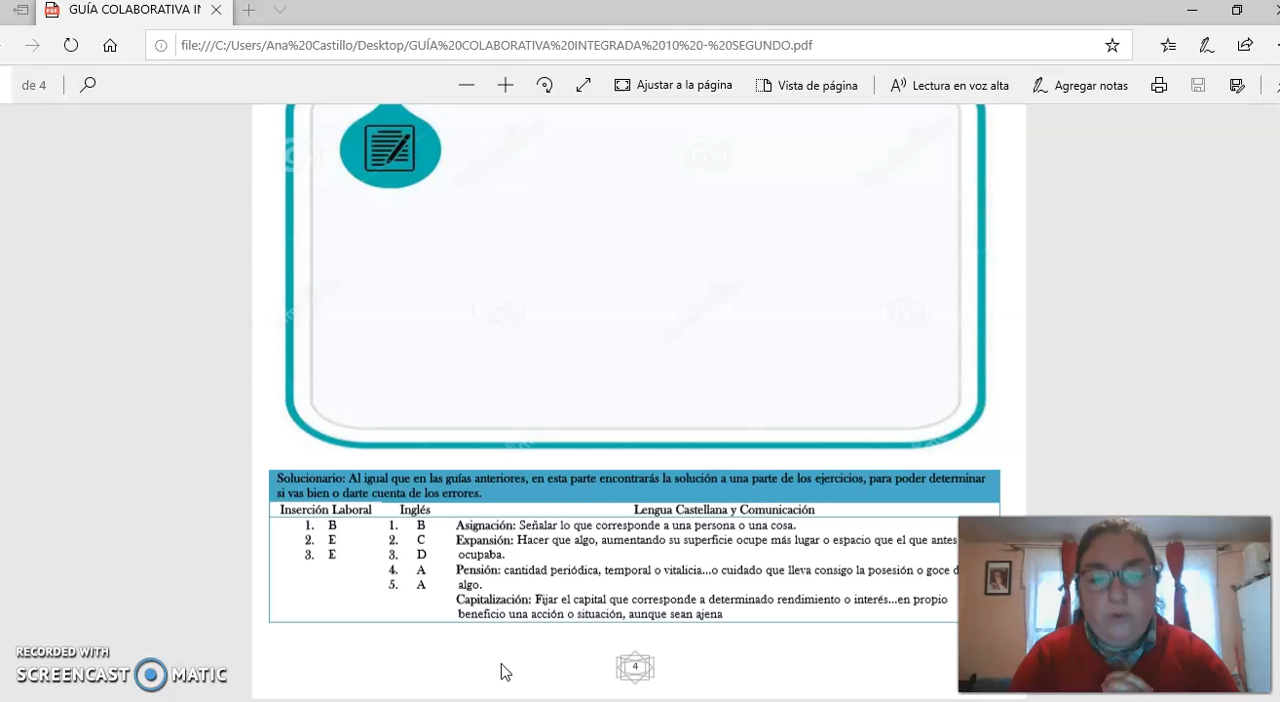 GUÍA COLABORATIVA IN
file:///C:/Users/Ana%20Castillo/Desktop/GUÍA%20COLABORATIVA%20INTEGRADA%2010%20-%20SEGUNDO.pdf
de 4
Ajustar a la página
Vista de página
Lectura en voz alta
Agregar notas
Solucionario: Al igual que en las guías anteriores, en esta parte encontrarás la solución a una parte de los ejercicios, para poder determinar
si vas bien o darte cuenta de los errores.
Inserción Laboral Inglés Lengua Castellana y Comunicación
1. B 1. B Asignación: Señalar lo que corresponde a una persona o una cosa.
2. E 2. C Expansión: Hacer que algo, aumentando su superficie ocupe más lugar o espacio que el que antes
3. E 3. D ocupaba.
4. A Pensión: cantidad periódica, temporal o vitalicia...o cuidado que lleva consigo la posesión o goce
5. A algo.
Capitalización: Fijar el capital que corresponde a determinado rendimiento o interés...en propio
beneficio una acción o situación, aunque sean ajena
4
RECORDED WITH
SCREENCAST MATIC